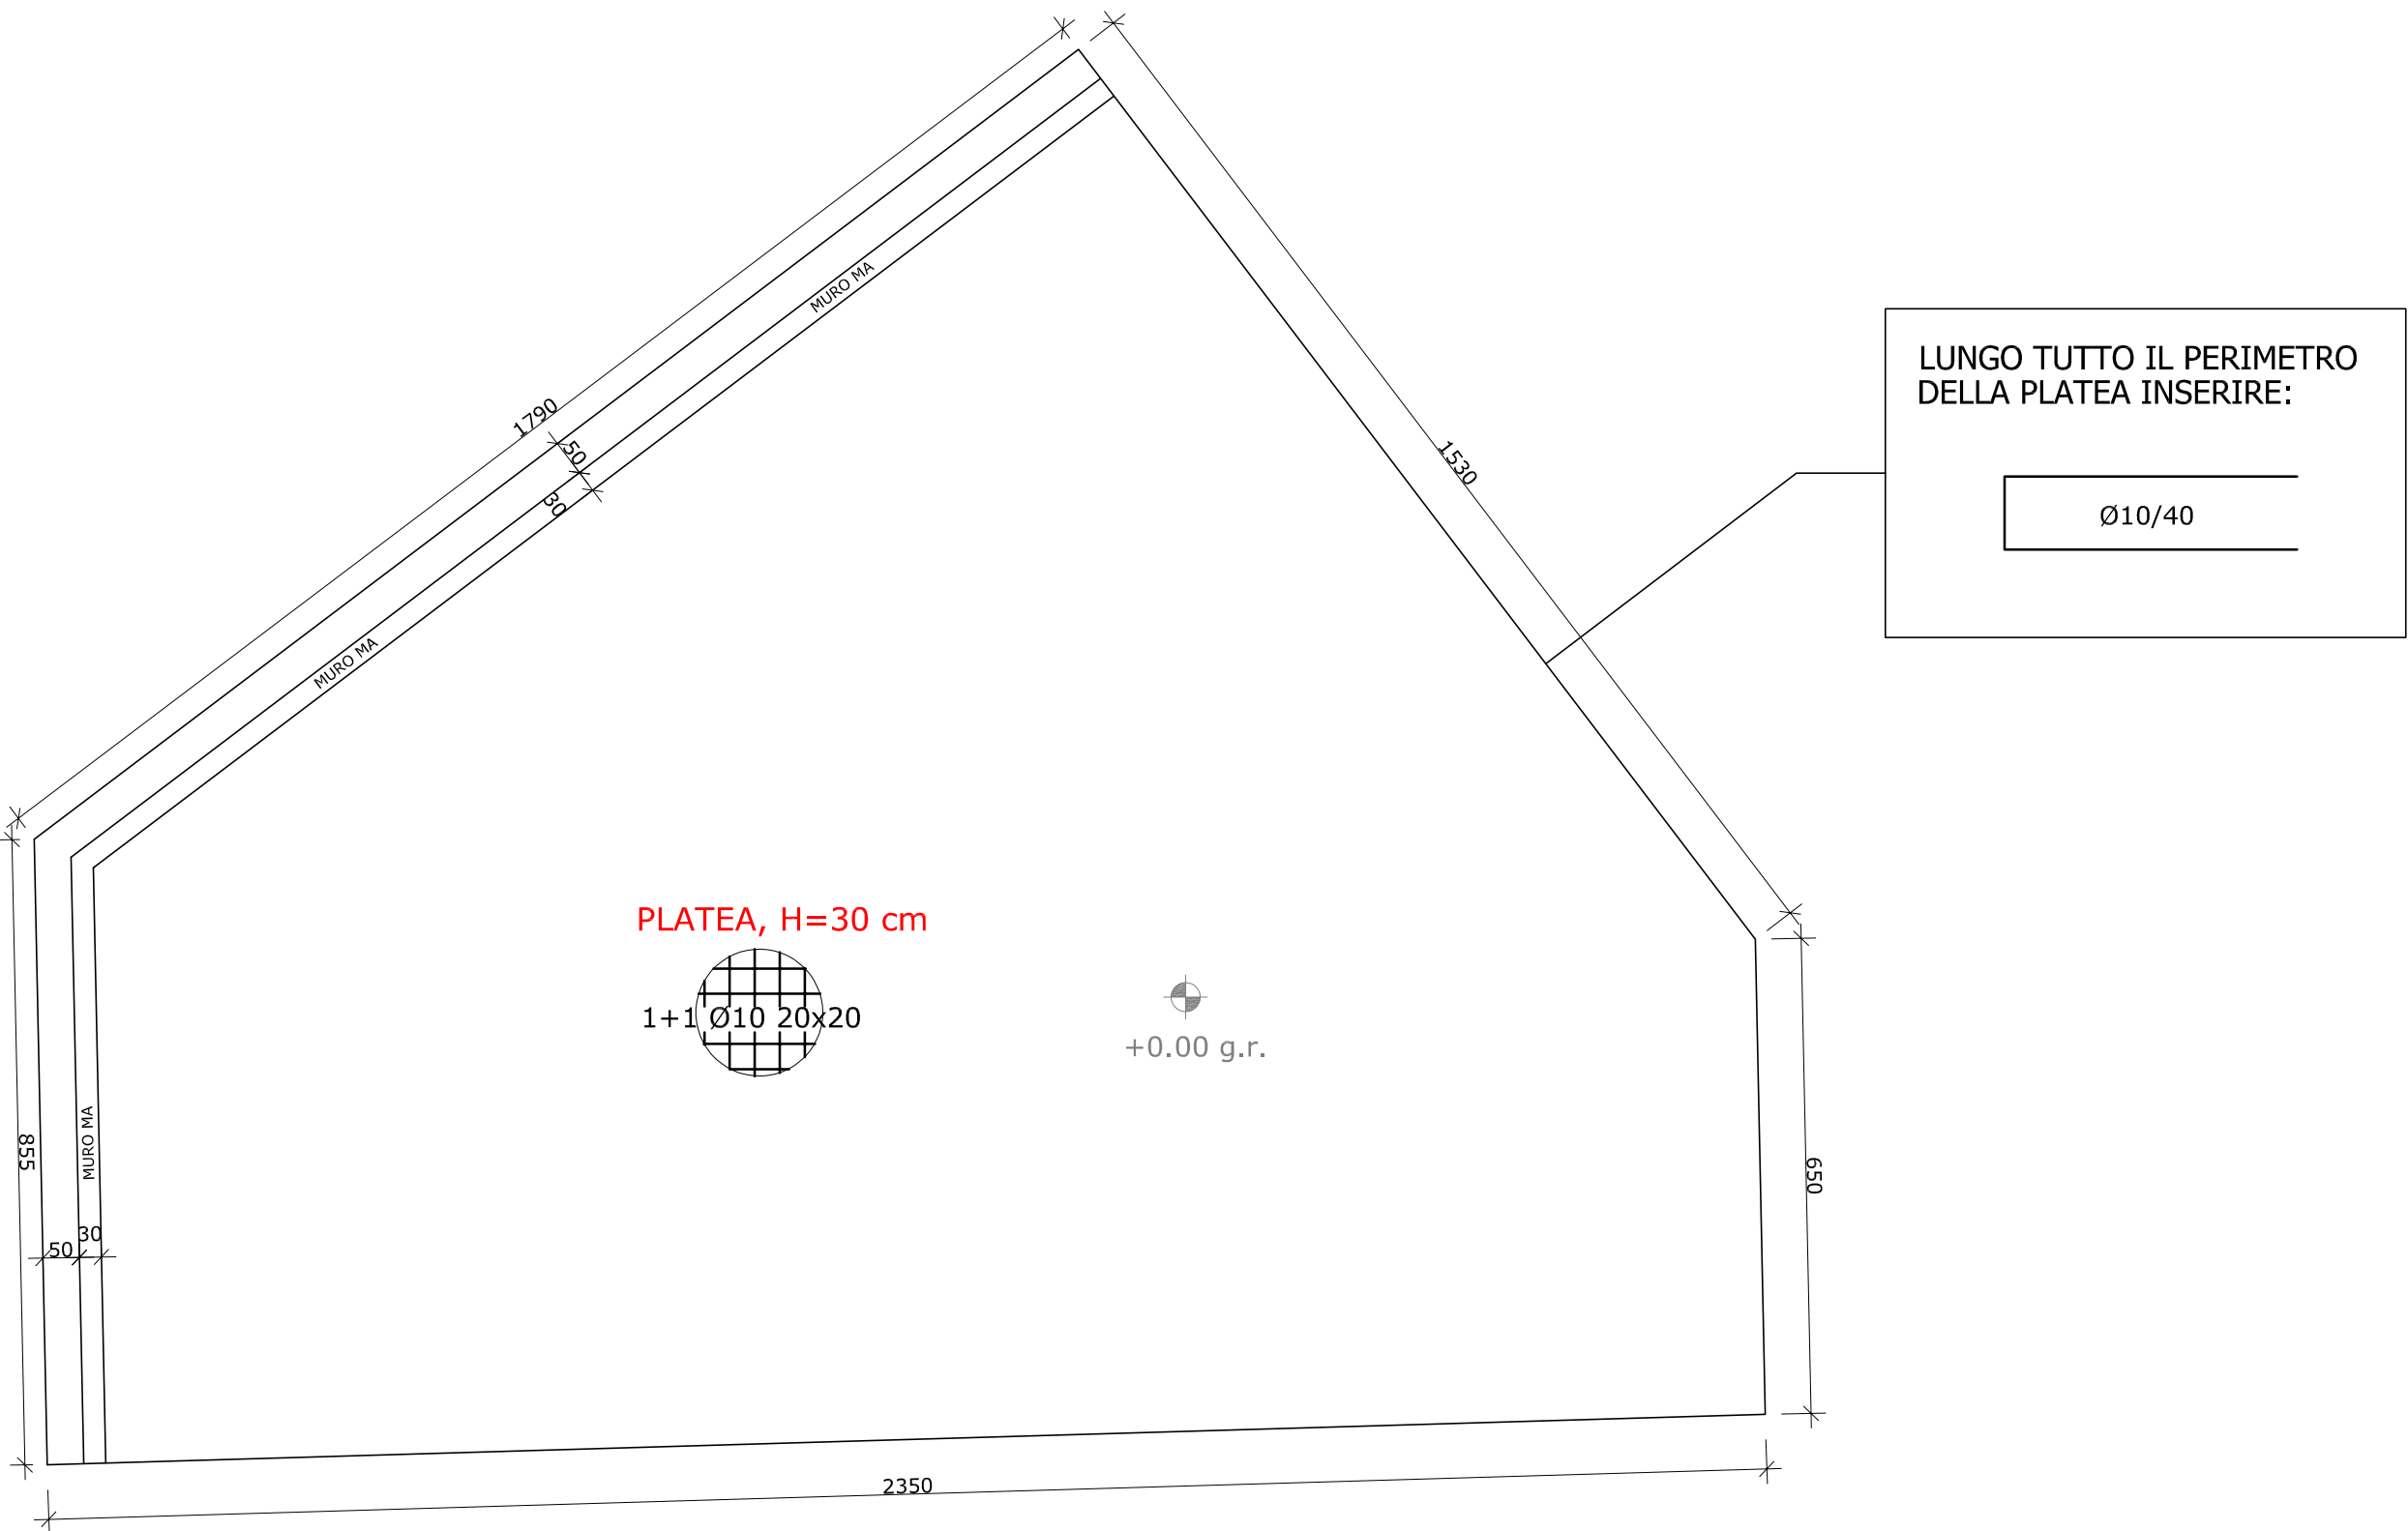 1790
50
30
MURO MA
1530
LUNGO TUTTO IL PERIMETRO
DELLA PLATEA INSERIRE:
Ø10/40
MURO MA
PLATEA, H=30 cm
1+1 Ø10 20x20
+0.00 g.r.
MURO MA
855
650
30
50
2350